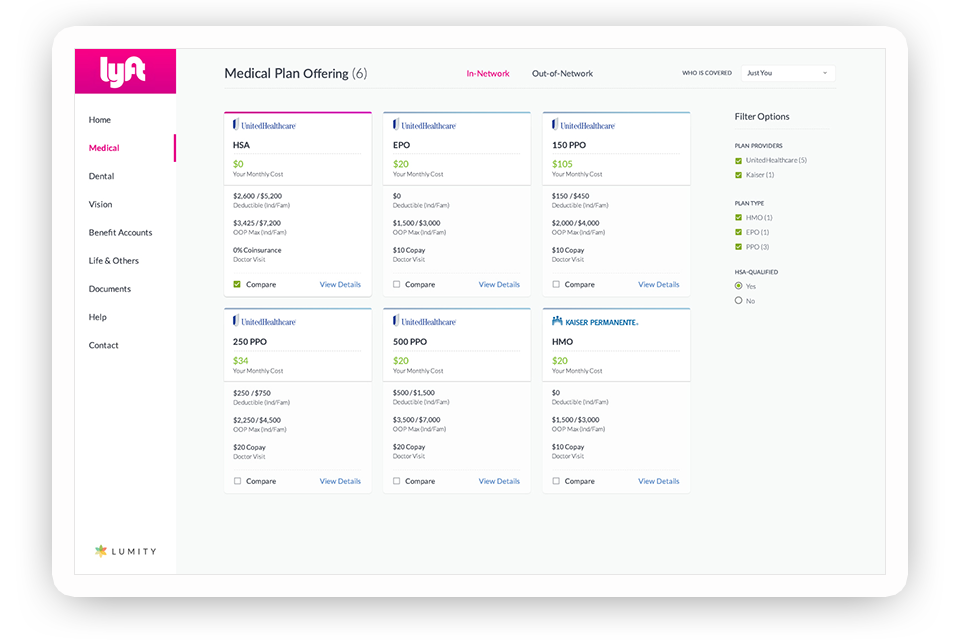 lyft
Medical Plan Offering (6)
In-Network
Out-of-Network
WHO IS COVERED
Just You
Home
Medical
Dental
Vision
Benefit Accounts
Life & Others
Documents
Help
Contact
LUMITY
UnitedHealthcare
HSA
$0
Your Monthly Cost
$2,600 / $5,200
Deductible (Ind/Fam)
$3,425 / $7,200
OOP Max (Ind/Fam)
0% Coinsurance
Doctor Visit
Compare
View Details
UnitedHealthcare
EPO
$20
Your Monthly Cost
$0
Deductible (Ind/Fam)
$1,500 / $3,000
OOP Max (Ind/Fam)
$10 Copay
Doctor Visit
Compare
View Details
UnitedHealthcare
150 PPO
$105
Your Monthly Cost
$150 / $450
Deductible (Ind/Fam)
$2,000 / $4,000
OOP Max (Ind/Fam)
$10 Copay
Doctor Visit
Compare
View Details
UnitedHealthcare
250 PPO
$34
Your Monthly Cost
$250 / $750
Deductible (Ind/Fam)
$2,250 / $4,500
OOP Max (Ind/Fam)
$20 Copay
Doctor Visit
Compare
View Details
UnitedHealthcare
500 PPO
$20
Your Monthly Cost
$500 / $1,500
Deductible (Ind/Fam)
$3,500 / $7,000
OOP Max (Ind/Fam)
$20 Copay
Doctor Visit
Compare
View Details
KAISER PERMANENTE
HMO
$20
Your Monthly Cost
$0
Deductible (Ind/Fam)
$1,500 / $3,000
OOP Max (Ind/Fam)
$10 Copay
Doctor Visit
Compare
View Details
Filter Options
PLAN PROVIDERS
UnitedHealthcare (5)
Kaiser (1)
PLAN TYPE
HMO (1)
EPO (1)
PPO (3)
HSA-QUALIFIED
Yes
No